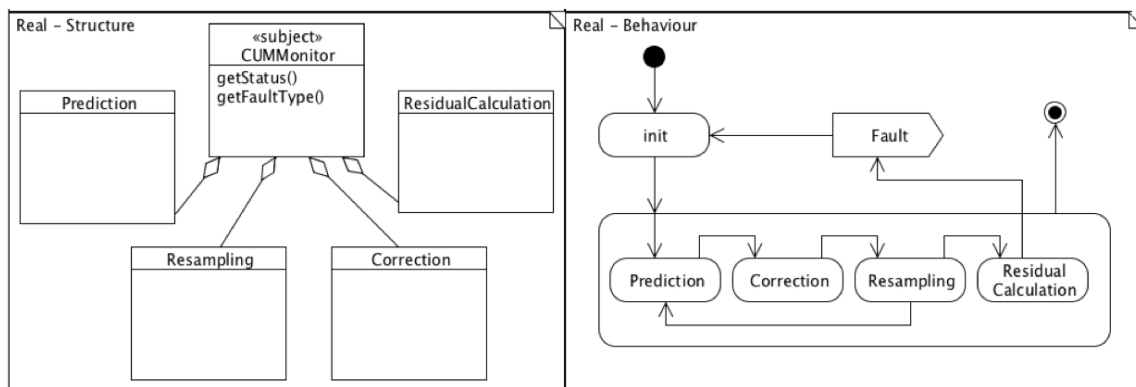 Real – Structure
«subject»
CUMMonitor
getStatus()
getFaultType()
Prediction
ResidualCalculation
Resampling
Correction
Real – Behaviour
init
Fault
Prediction
Correction
Resampling
Residual
Calculation